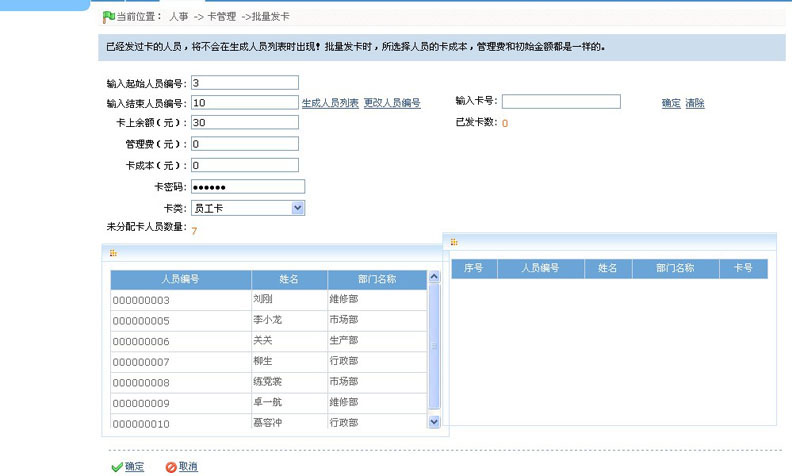 当前位置： 人事 -> 卡管理 ->批量发卡
已经发过卡的人员，将不会在生成人员列表时出现！批量发卡时，所选择人员的卡成本，管理费和初始金额都是一样的。
输入起始人员编号: 3
输入结束人员编号: 10 生成人员列表 更改人员编号 输入卡号: 确定 清除
卡上余额（元）: 30 已发卡数: 0
管理费（元）: 0
卡成本（元）: 0
卡密码: ●●●●●●
卡类: 员工卡
未分配卡人员数量: 7
人员编号 姓名 部门名称
000000003 刘刚 维修部
000000005 李小龙 市场部
000000006 关关 生产部
000000007 柳生 行政部
000000008 练霓裳 市场部
000000009 卓一航 维修部
000000010 慕容冲 行政部
序号 人员编号 姓名 部门名称 卡号
确定 取消